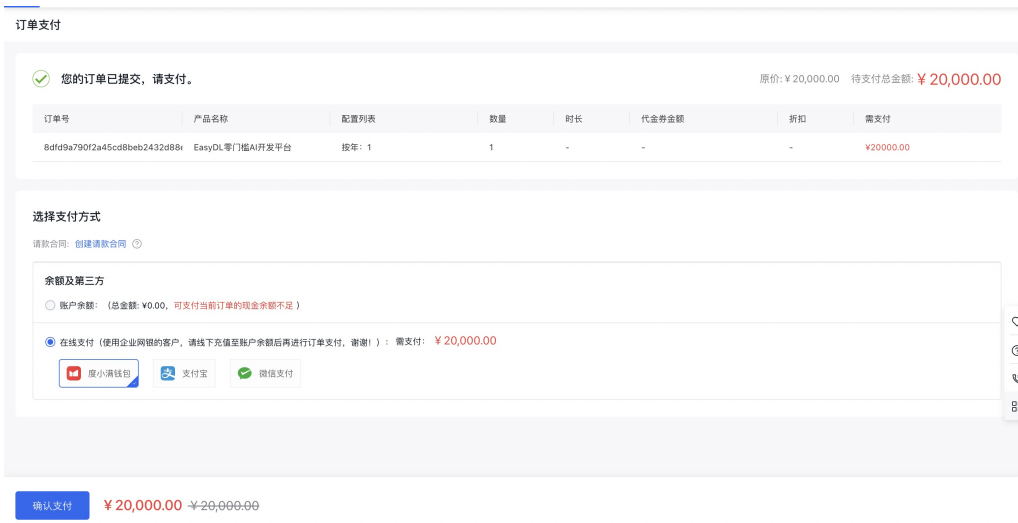 订单支付
您的订单已提交，请支付。 原价: ¥ 20,000.00 待支付总金额: ¥ 20,000.00
订单号 产品名称 配置列表 数量 时长 代金券金额 折扣 需支付
8dfd9a790f2a45cd8beb2432d88 EasyDL零门槛AI开发平台 按年：1 1 - - - ¥20000.00
选择支付方式
请款合同: 创建请款合同
余额及第三方
账户余额：（总金额: ¥0.00，可支付当前订单的现金余额不足 ）
在线支付（使用企业网银的客户，请线下充值至账户余额后再进行订单支付，谢谢！）: 需支付: ¥ 20,000.00
度小满钱包 支付宝 微信支付
确认支付 ¥ 20,000.00 ¥ 20,000.00